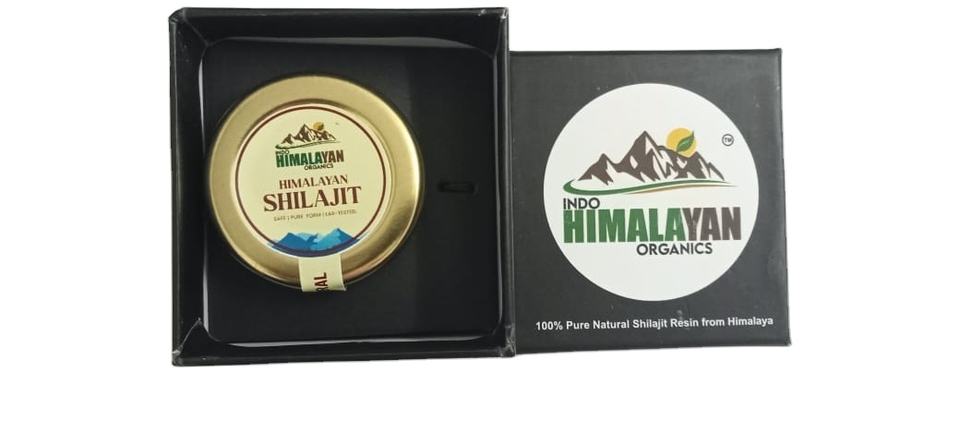 INDO
HIMALAYAN
ORGANICS
HIMALAYAN
SHILAJIT
SAFE | PURE FORM | LAB-TESTED
RAL
TM
INDO
HIMALAYAN
ORGANICS
100% Pure Natural Shilajit Resin from Himalaya